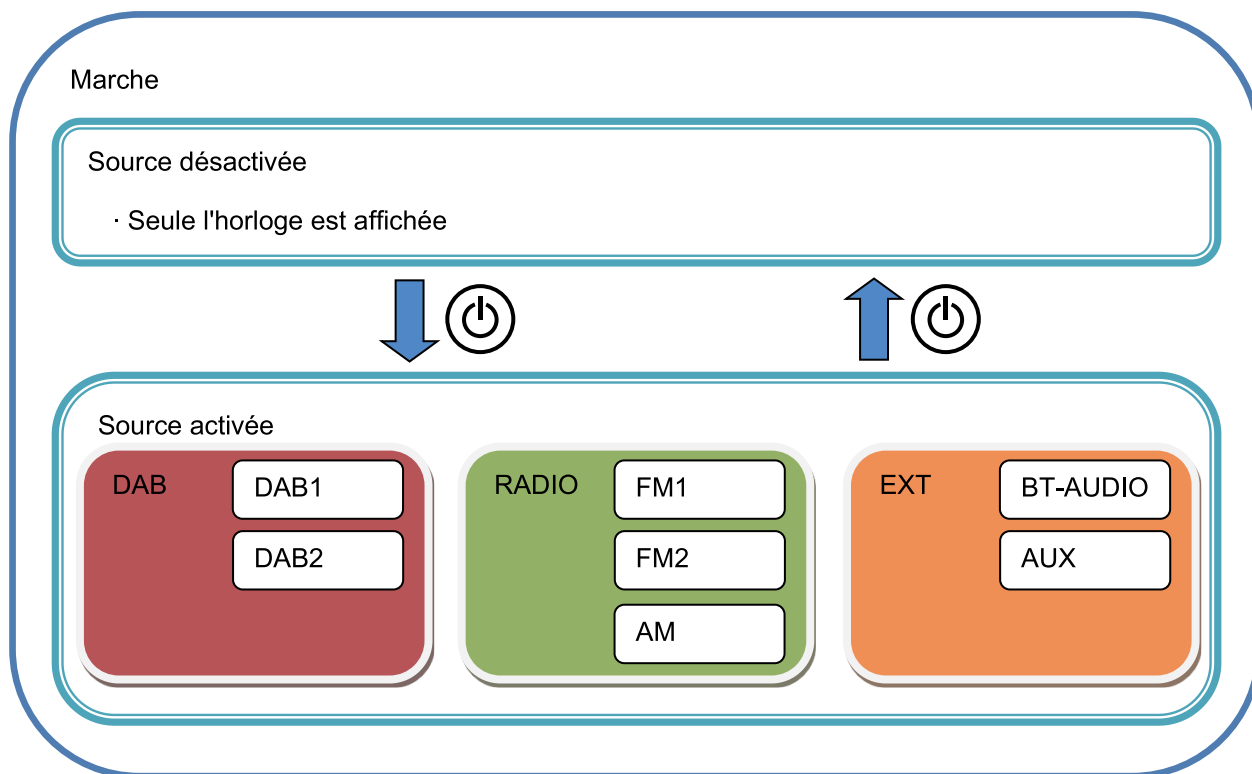 Marche
Source désactivée
· Seule l'horloge est affichée
Source activée
DAB
DAB1
DAB2
RADIO
FM1
FM2
AM
EXT
BT-AUDIO
AUX